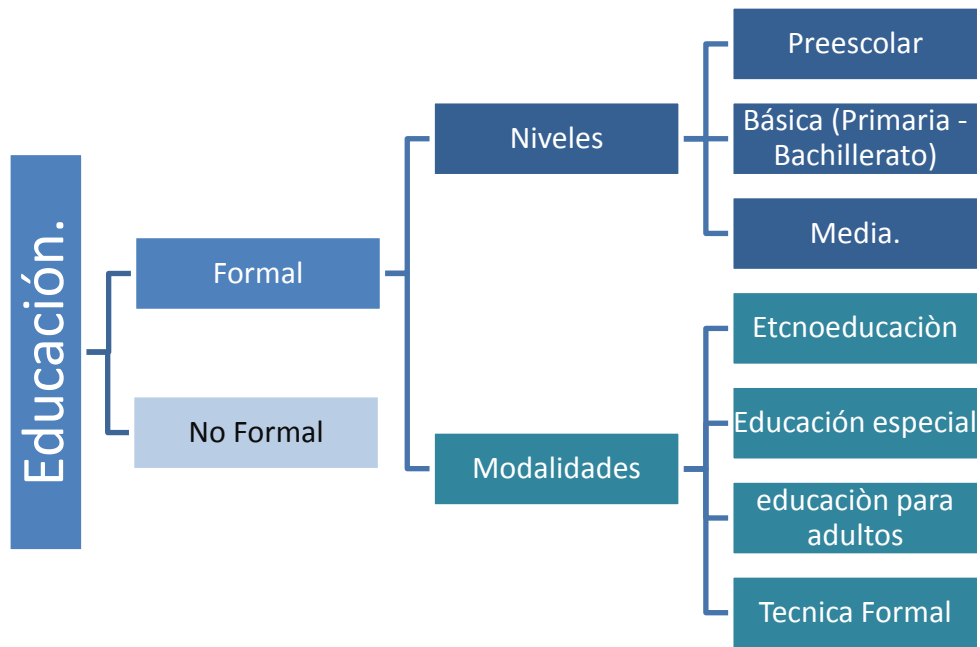 Educación.
Formal
No Formal
Niveles
Modalidades
Preescolar
Básica (Primaria -
Bachillerato)
Media.
Etcnoeducaciòn
Educación especial
educaciòn para
adultos
Tecnica Formal